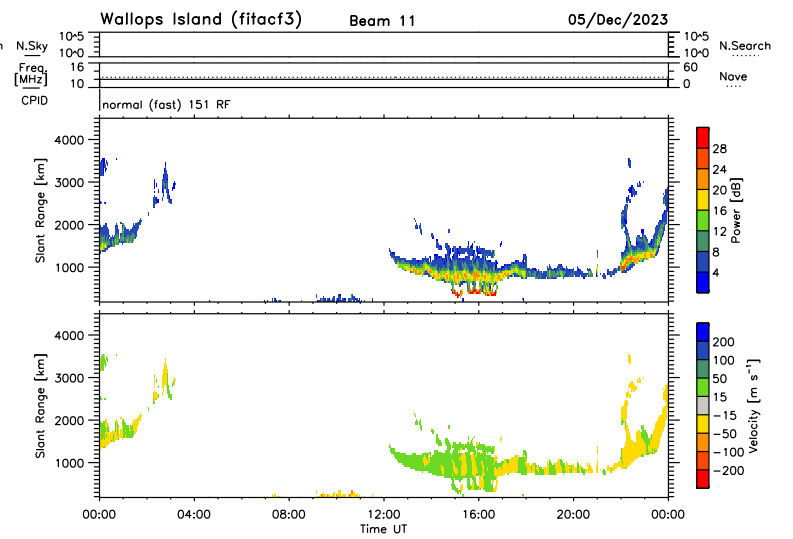 Wallops Island (fitacf3) Beam 11 05/Dec/2023
n N.Sky 10^5 10^5 N.Search
10^0 10^0
Freq. 16 60 Nave
[MHz] 10 0
CPID normal (fast) 151 RF
Slant Range [km]
4000
3000
2000
1000
28
24
20
16
12
8
4
Power [dB]
Slant Range [km]
4000
3000
2000
1000
200
100
50
15
-15
-50
-100
-200
Velocity [m s⁻¹]
00:00 04:00 08:00 12:00 16:00 20:00 00:00
Time UT